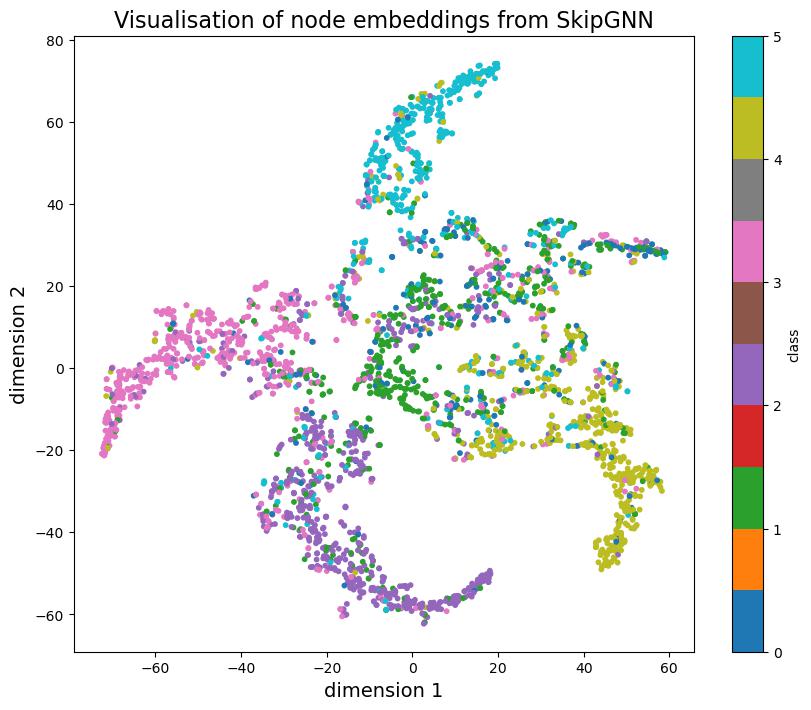 Visualisation of node embeddings from SkipGNN
80
60
40
20
0
−20
−40
−60
dimension 2
−60 −40 −20 0 20 40 60
dimension 1
5
4
3
2
1
0
class